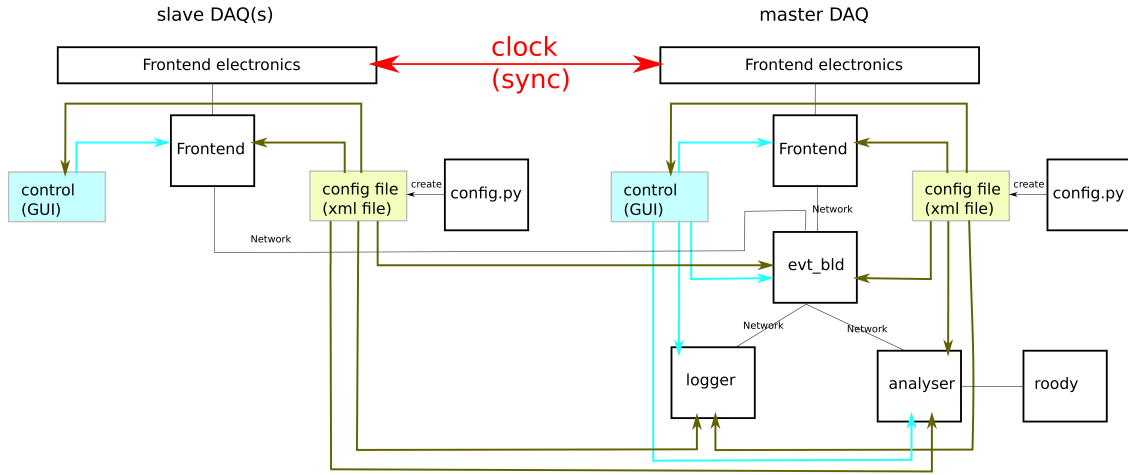 slave DAQ(s)
master DAQ
Frontend electronics
clock
(sync)
Frontend electronics
Frontend
control
(GUI)
config file
(xml file)
create
config.py
Network
Frontend
control
(GUI)
config file
(xml file)
create
config.py
Network
evt_bld
Network
Network
logger
analyser
roody